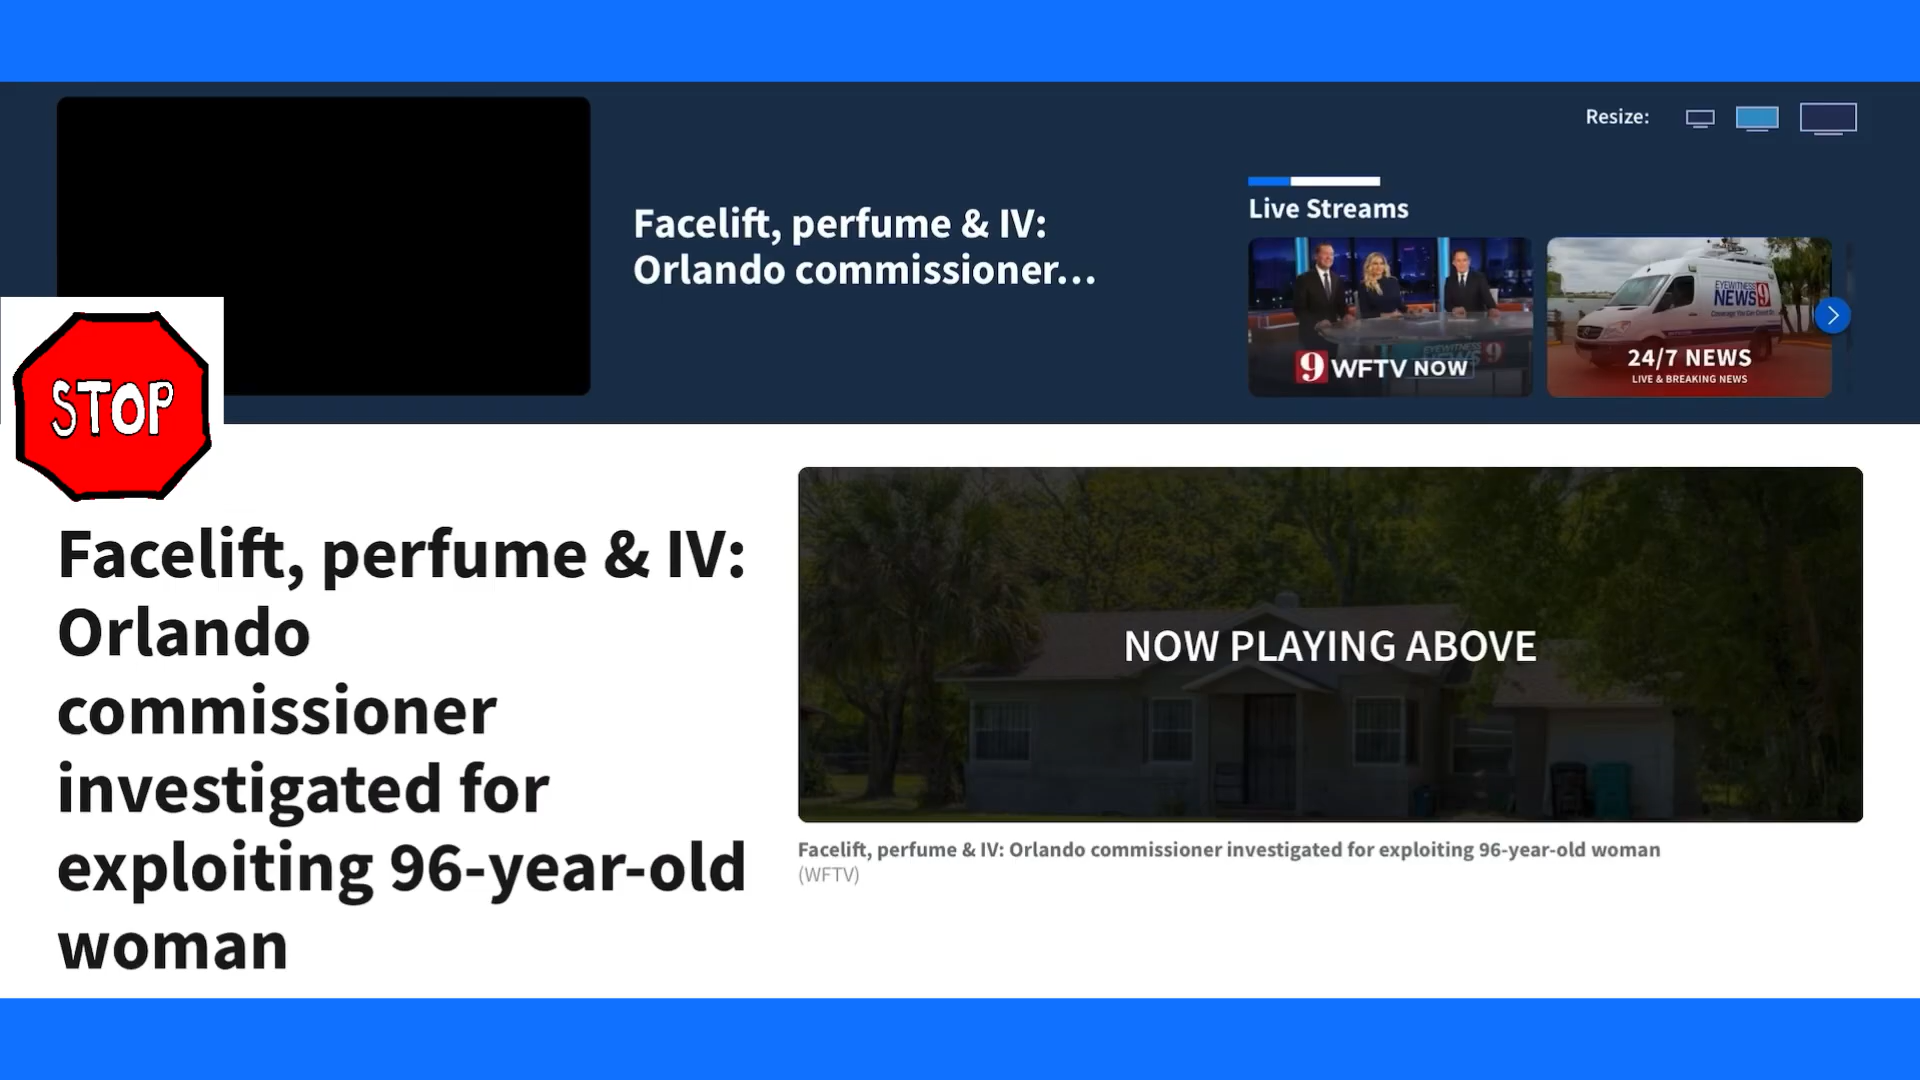 Resize:
Facelift, perfume & IV:
Orlando commissioner...
Live Streams
9 WFTV NOW
EYEWITNESS
NEWS 9
24/7 NEWS
LIVE & BREAKING NEWS
STOP
Facelift, perfume & IV:
Orlando
commissioner
investigated for
exploiting 96-year-old
woman
NOW PLAYING ABOVE
Facelift, perfume & IV: Orlando commissioner investigated for exploiting 96-year-old woman
(WFTV)